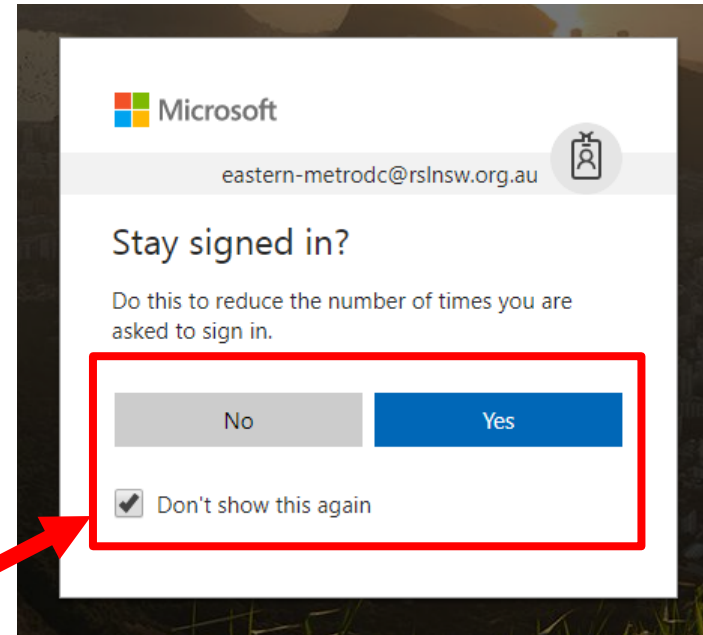 Microsoft
eastern-metrodc@rslnsw.org.au
Stay signed in?
Do this to reduce the number of times you are
asked to sign in.
No
Yes
Don't show this again